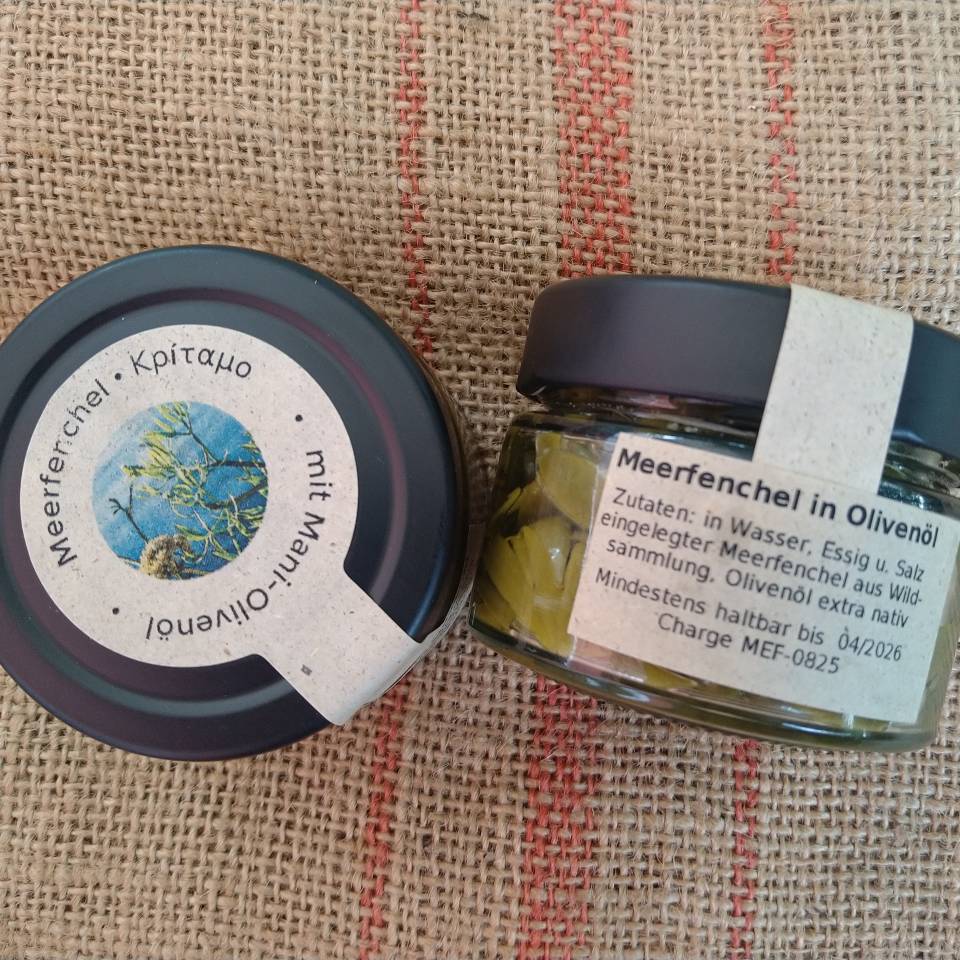 Meerfenchel • Κρίταμο
• mit Mani-Olivenöl •
Meerfenchel in Olivenöl
Zutaten: in Wasser, Essig u. Salz
eingelegter Meerfenchel aus Wild-
sammlung, Olivenöl extra nativ
Mindestens haltbar bis 04/2026
Charge MEF-0825